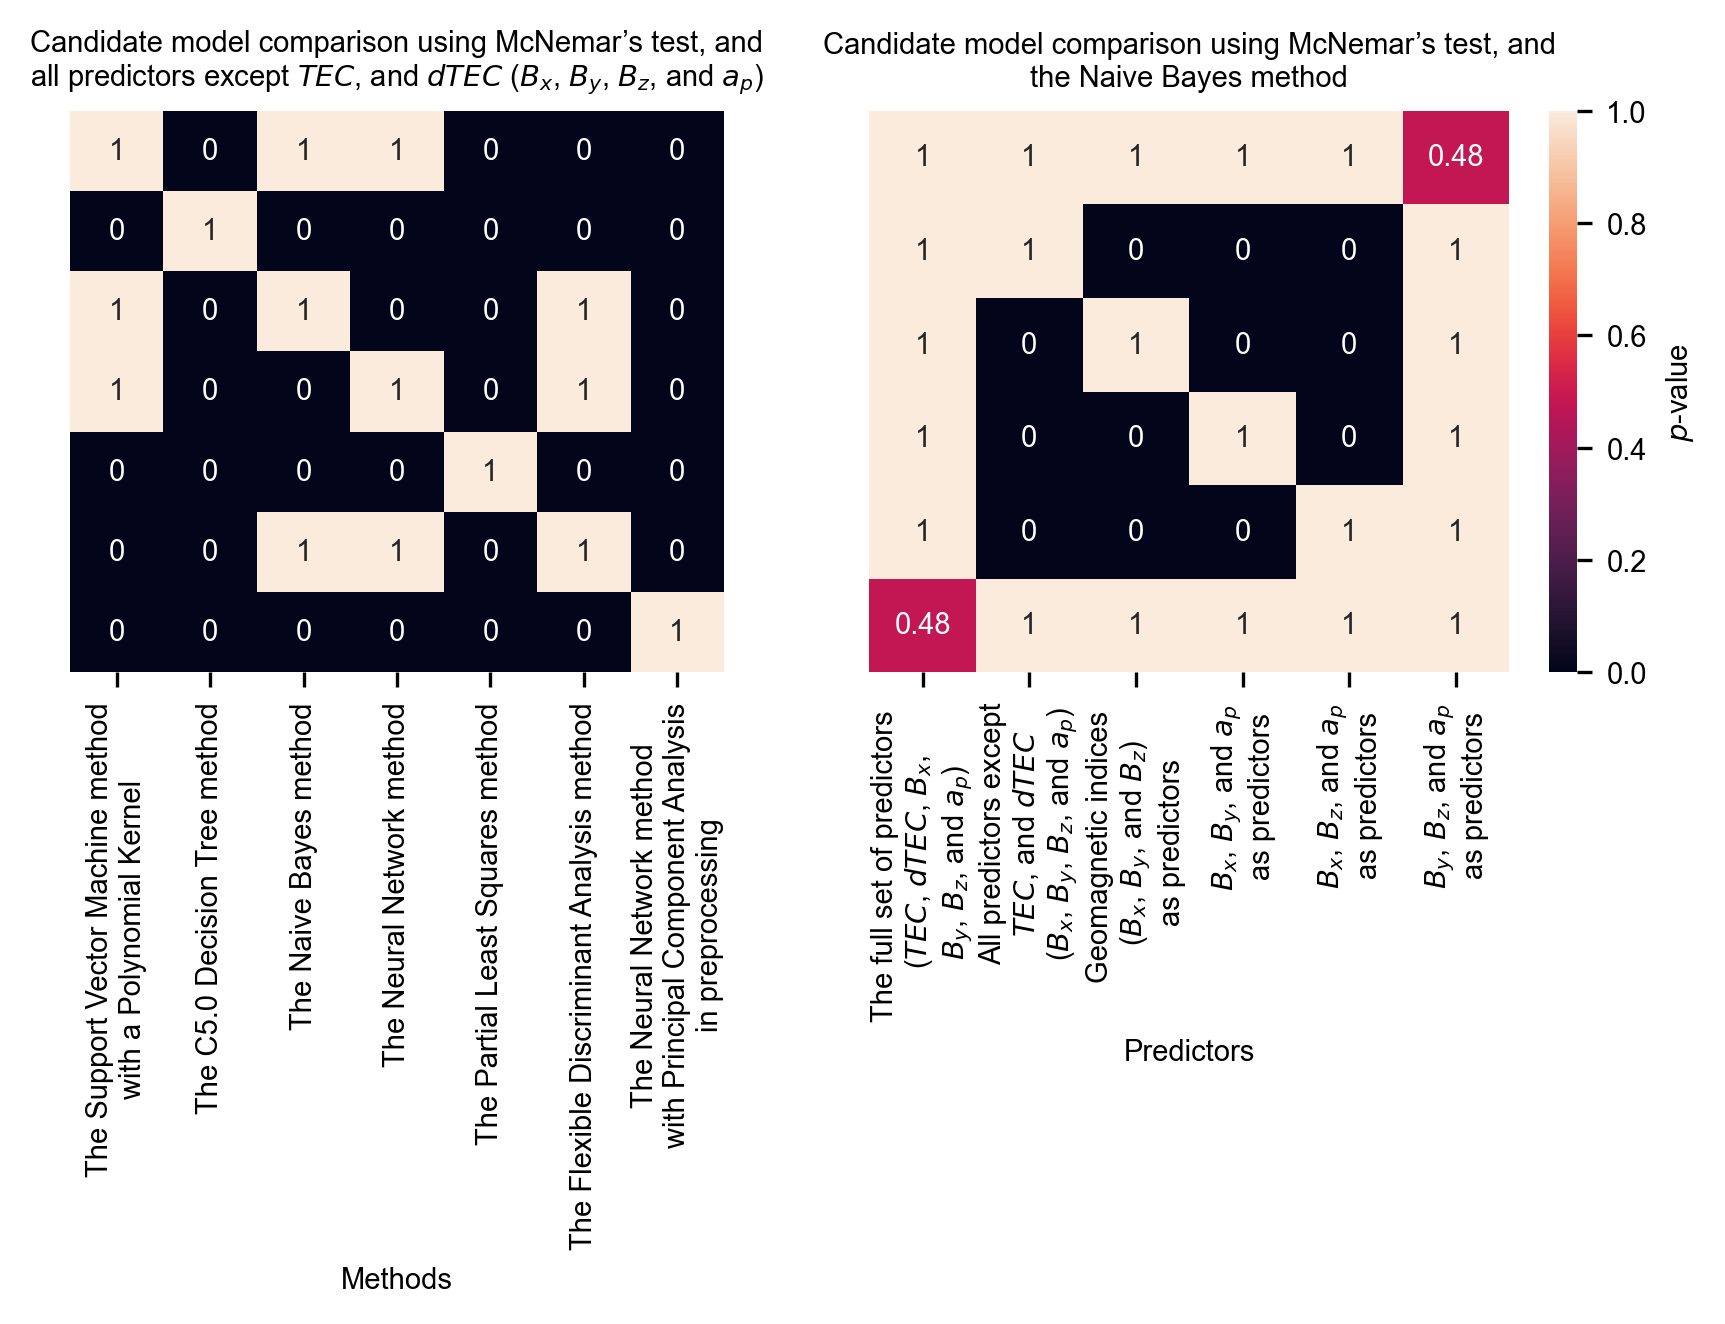 Candidate model comparison using McNemar’s test, and
all predictors except TEC, and dTEC (Bx, By, Bz, and ap)
1 0 1 1 0 0 0
0 1 0 0 0 0 0
1 0 1 0 0 1 0
1 0 0 1 0 1 0
0 0 0 0 1 0 0
0 0 1 1 0 1 0
0 0 0 0 0 0 1
The Support Vector Machine method
with a Polynomial Kernel
The C5.0 Decision Tree method
The Naive Bayes method
The Neural Network method
The Partial Least Squares method
The Flexible Discriminant Analysis method
The Neural Network method
with Principal Component Analysis
in preprocessing
Methods
Candidate model comparison using McNemar’s test, and
the Naive Bayes method
1 1 1 1 1 0.48
1 1 0 0 0 1
1 0 1 0 0 1
1 0 0 1 0 1
1 0 0 0 1 1
0.48 1 1 1 1 1
The full set of predictors
(TEC, dTEC, Bx,
By, Bz, and ap)
All predictors except
TEC, and dTEC
(Bx, By, Bz, and ap)
Geomagnetic indices
(Bx, By, and Bz)
as predictors
Bx, By, and ap
as predictors
Bx, Bz, and ap
as predictors
By, Bz, and ap
as predictors
Predictors
1.0
0.8
0.6
0.4
0.2
0.0
p-value